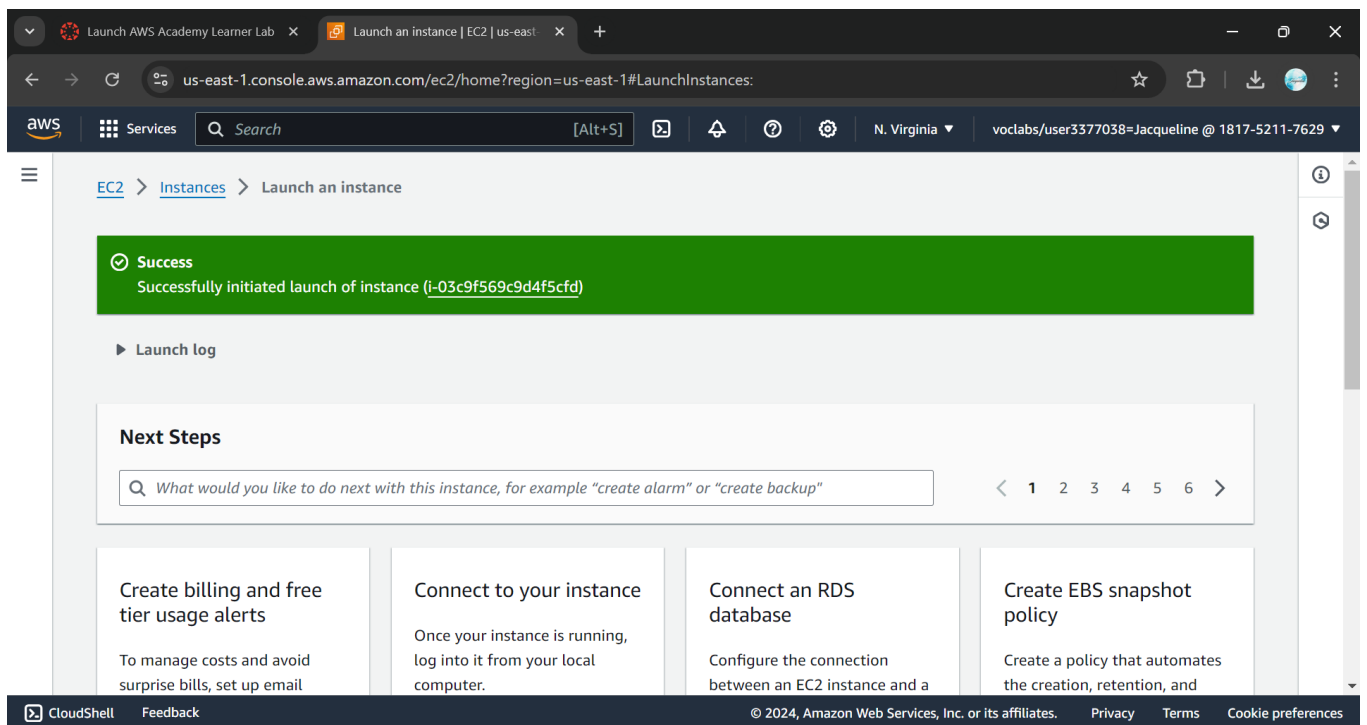 Launch AWS Academy Learner Lab
Launch an instance | EC2 | us-east-
us-east-1.console.aws.amazon.com/ec2/home?region=us-east-1#LaunchInstances:
aws
Services
Search
[Alt+S]
N. Virginia
voclabs/user3377038=Jacqueline @ 1817-5211-7629
EC2 > Instances > Launch an instance
Success
Successfully initiated launch of instance (i-03c9f569c9d4f5cfd)
Launch log
Next Steps
What would you like to do next with this instance, for example “create alarm” or “create backup"
1 2 3 4 5 6
Create billing and free
tier usage alerts
To manage costs and avoid
surprise bills, set up email
Connect to your instance
Once your instance is running,
log into it from your local
computer.
Connect an RDS
database
Configure the connection
between an EC2 instance and a
Create EBS snapshot
policy
Create a policy that automates
the creation, retention, and
CloudShell
Feedback
© 2024, Amazon Web Services, Inc. or its affiliates.
Privacy
Terms
Cookie preferences